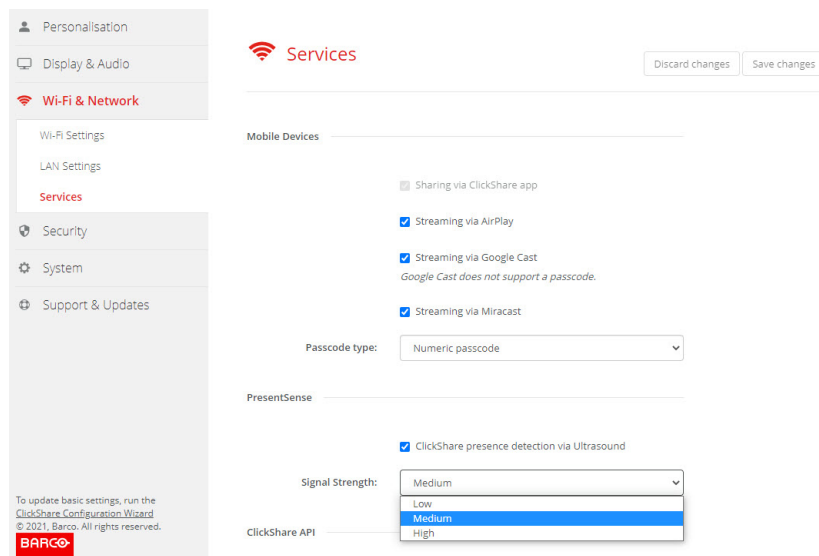 Personalisation
Display & Audio
Wi-Fi & Network
Wi-Fi Settings
LAN Settings
Services
Security
System
Support & Updates
To update basic settings, run the
ClickShare Configuration Wizard
© 2021, Barco. All rights reserved.
BARCO
Services
Discard changes
Save changes
Mobile Devices
Sharing via ClickShare app
Streaming via AirPlay
Streaming via Google Cast
Google Cast does not support a passcode.
Streaming via Miracast
Passcode type: Numeric passcode
PresentSense
ClickShare presence detection via Ultrasound
Signal Strength: Medium
Low
Medium
High
ClickShare API